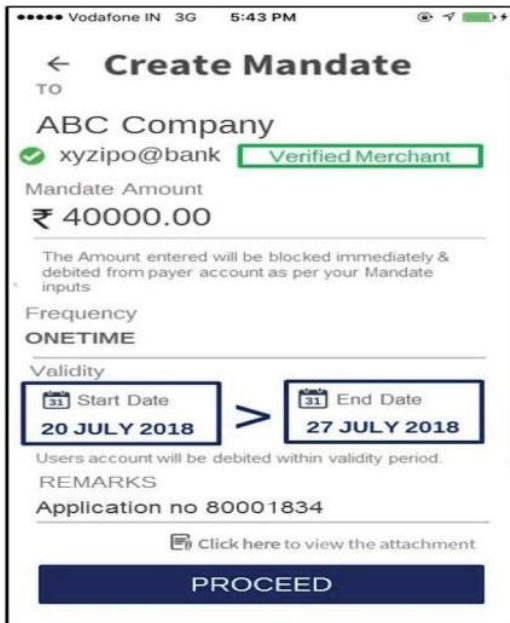 Vodafone IN 3G 5:43 PM
← Create Mandate
TO
ABC Company
xyzipo@bank Verified Merchant
Mandate Amount
₹ 40000.00
The Amount entered will be blocked immediately &
debited from payer account as per your Mandate
inputs
Frequency
ONETIME
Validity
31 Start Date > 31 End Date
20 JULY 2018 27 JULY 2018
Users account will be debited within validity period.
REMARKS
Application no 80001834
Click here to view the attachment
PROCEED